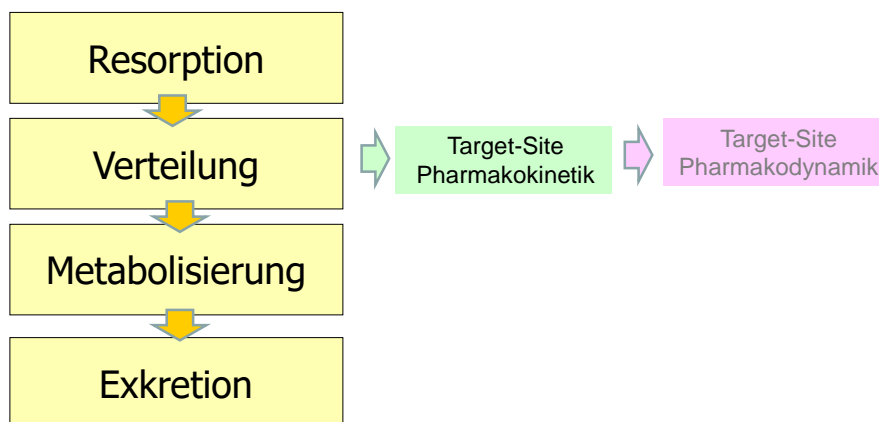 Resorption
Verteilung
Target-Site
Pharmakokinetik
Target-Site
Pharmakodynamik
Metabolisierung
Exkretion